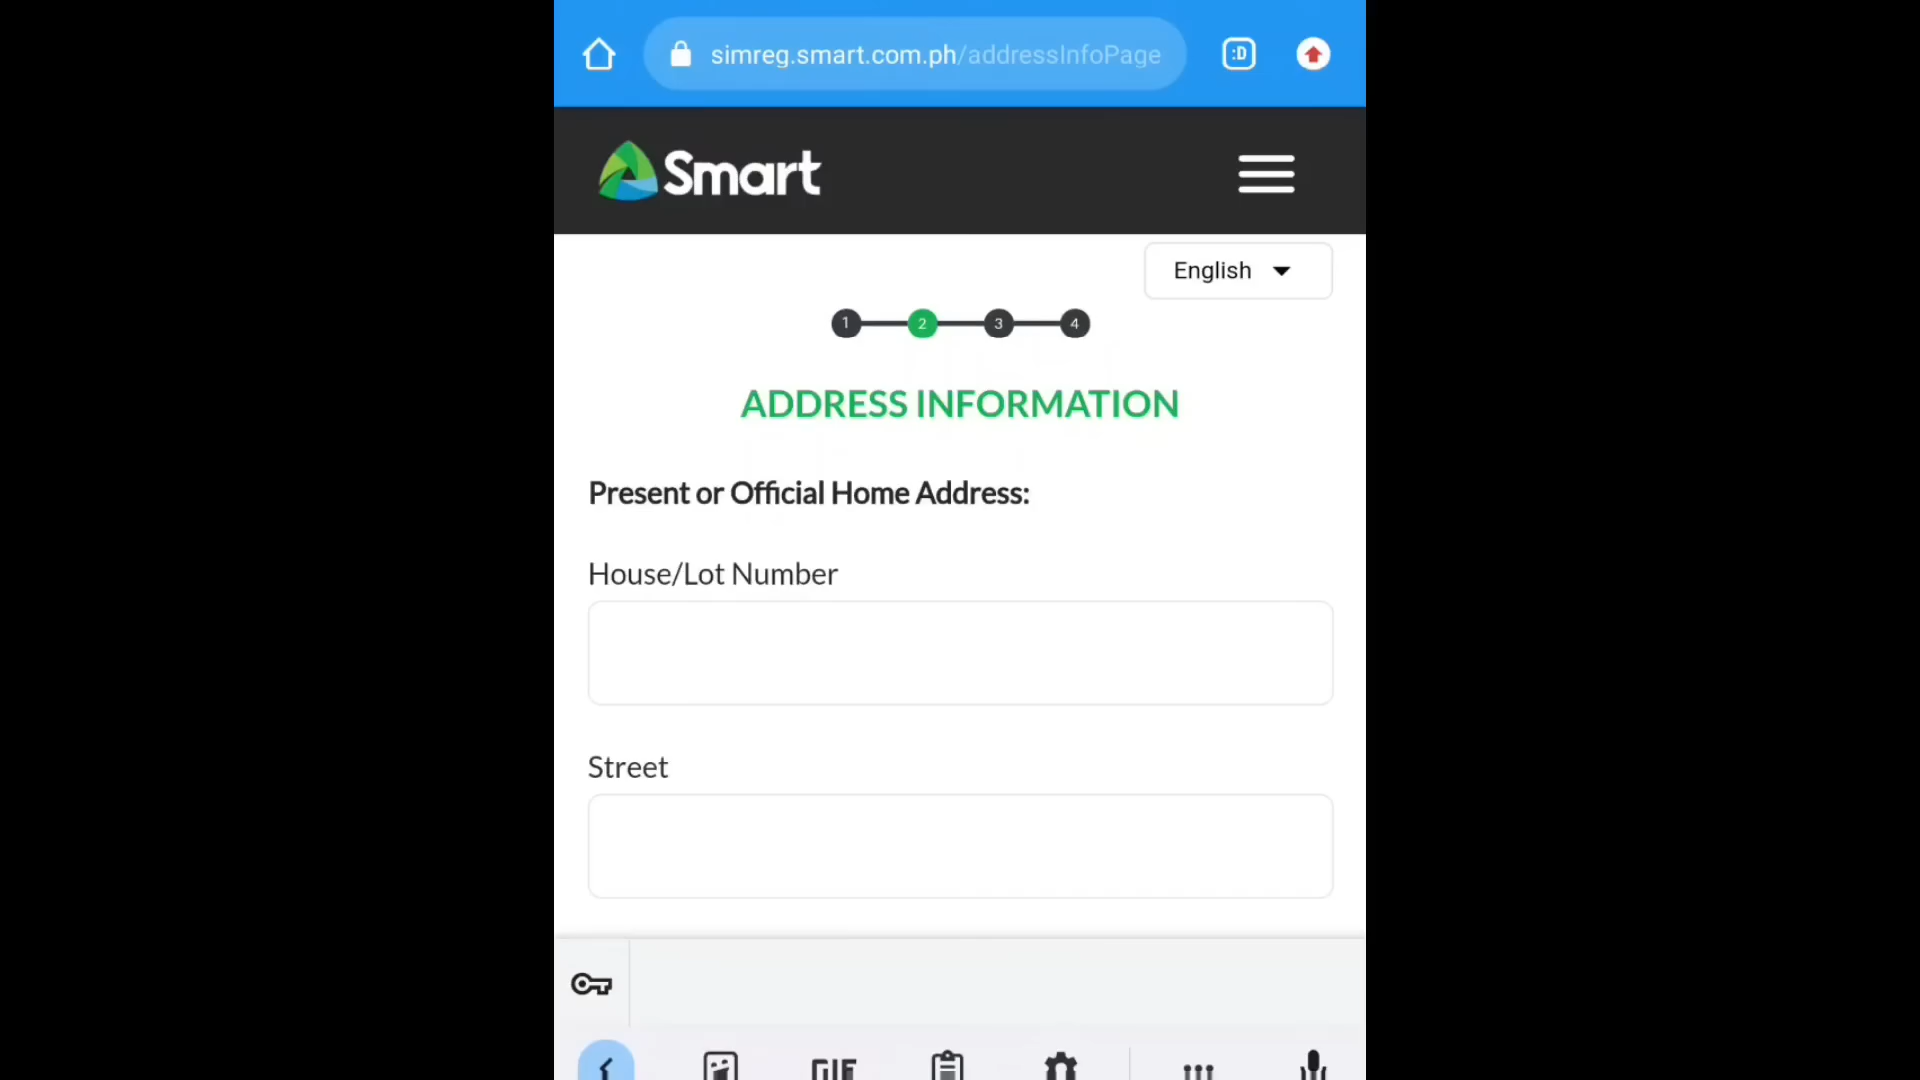 simreg.smart.com.ph/addressInfoPage
:D
Smart
English
1 2 3 4
ADDRESS INFORMATION
Present or Official Home Address:
House/Lot Number
Street
GIF